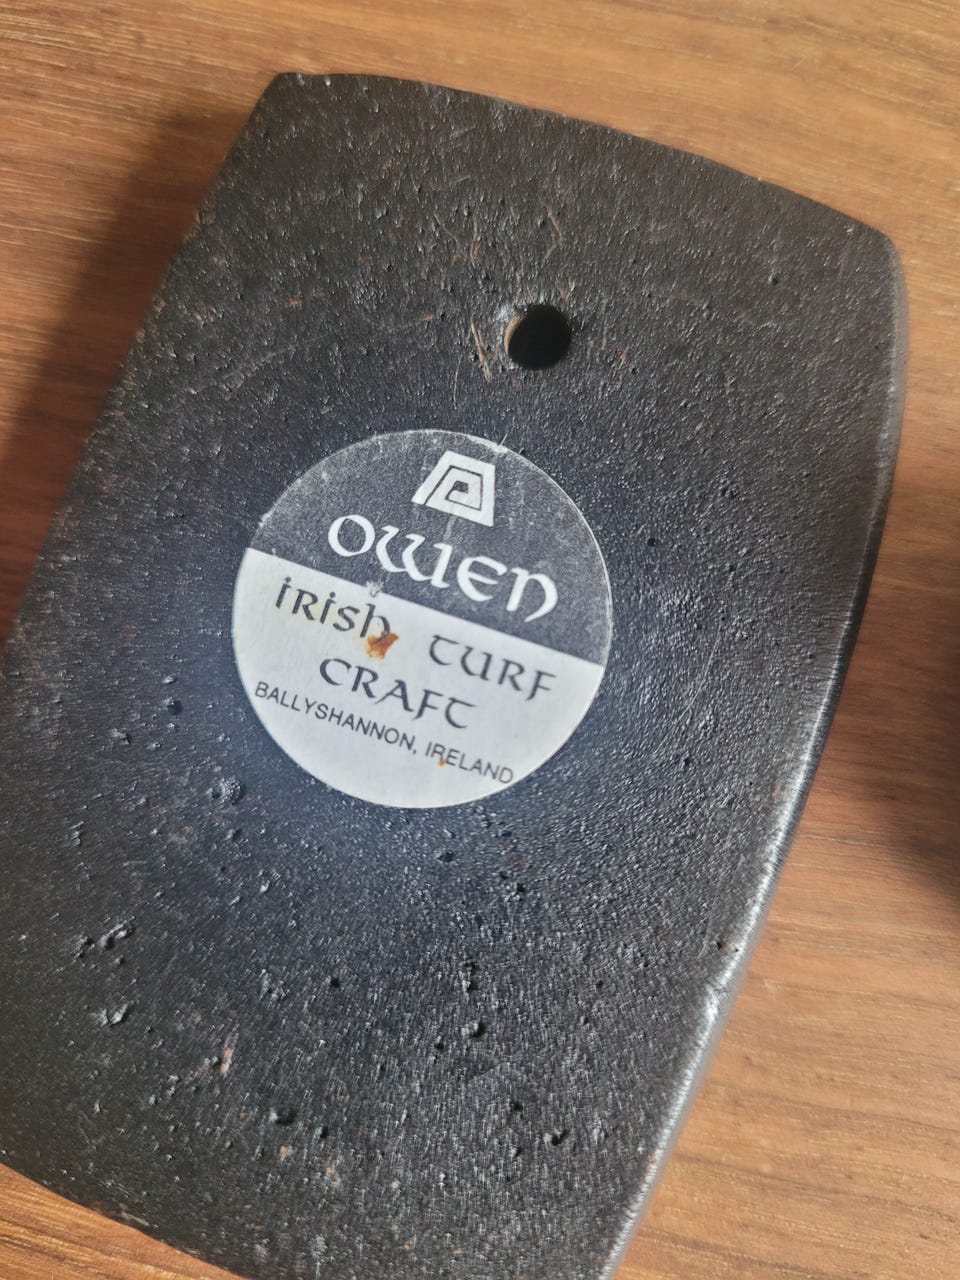 OWEN
IRISh TURF
CRAFT
BALLYSHANNON, IRELAND